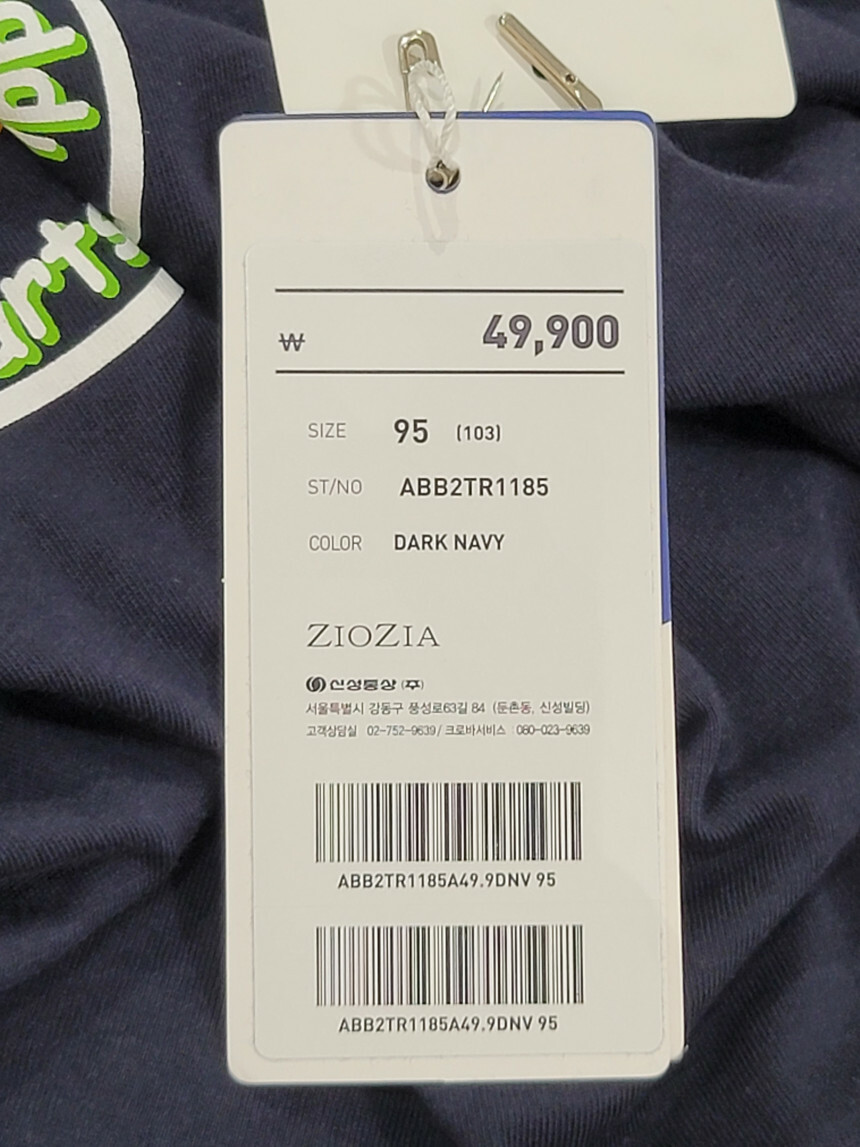 arts
₩ 49,900
SIZE 95 (103)
ST/NO ABB2TR1185
COLOR DARK NAVY
ZIOZIA
신성통상 (주)
서울특별시 강동구 풍성로63길 84 (둔촌동, 신성빌딩)
고객상담실 02-752-9639/ 크로바서비스 080-023-9639
ABB2TR1185A49.9DNV 95
ABB2TR1185A49.9DNV 95